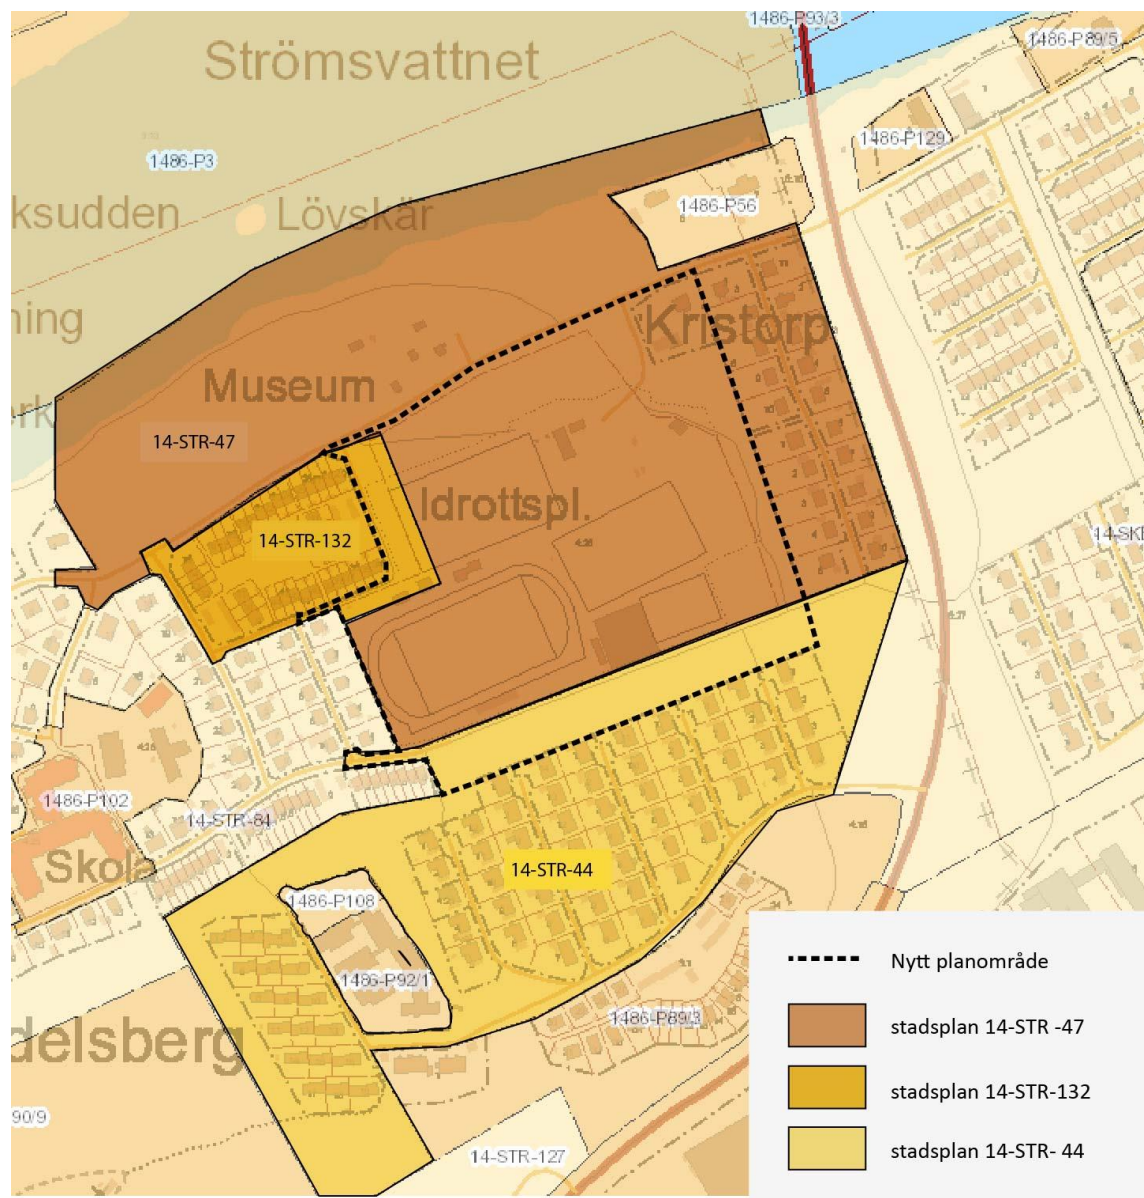 1486-P93/3
1486-P89/5
Strömsvattnet
1486-P3
1486-P129
ksudden
Lövskär
1486-P56
ning
Kristorp
Museum
14-STR-47
Idrottspl.
14-STR-132
14-SKE
1486-P102
14-STR-84
Skola
14-STR-44
1486-P108
1486-P92/1
1486-P89/3
delsberg
90/9
14-STR-127
Nytt planområde
stadsplan 14-STR -47
stadsplan 14-STR-132
stadsplan 14-STR- 44